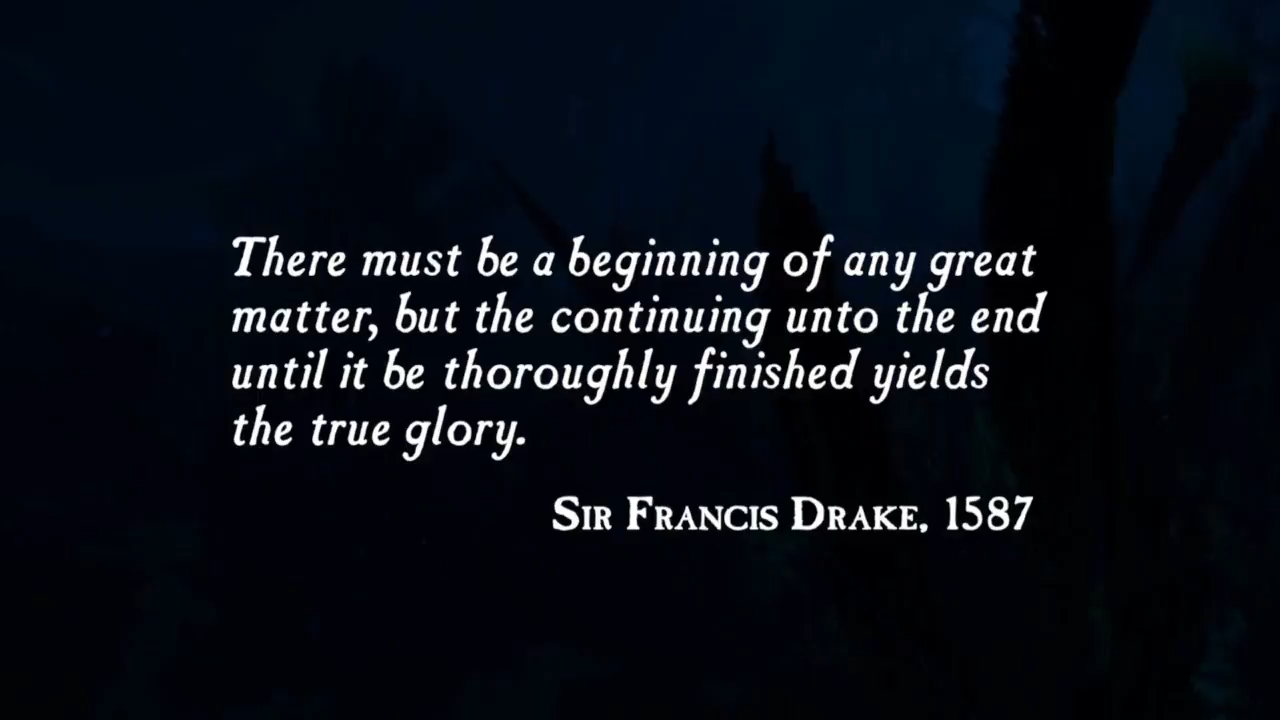 There must be a beginning of any great
matter, but the continuing unto the end
until it be thoroughly finished yields
the true glory.
Sir Francis Drake, 1587